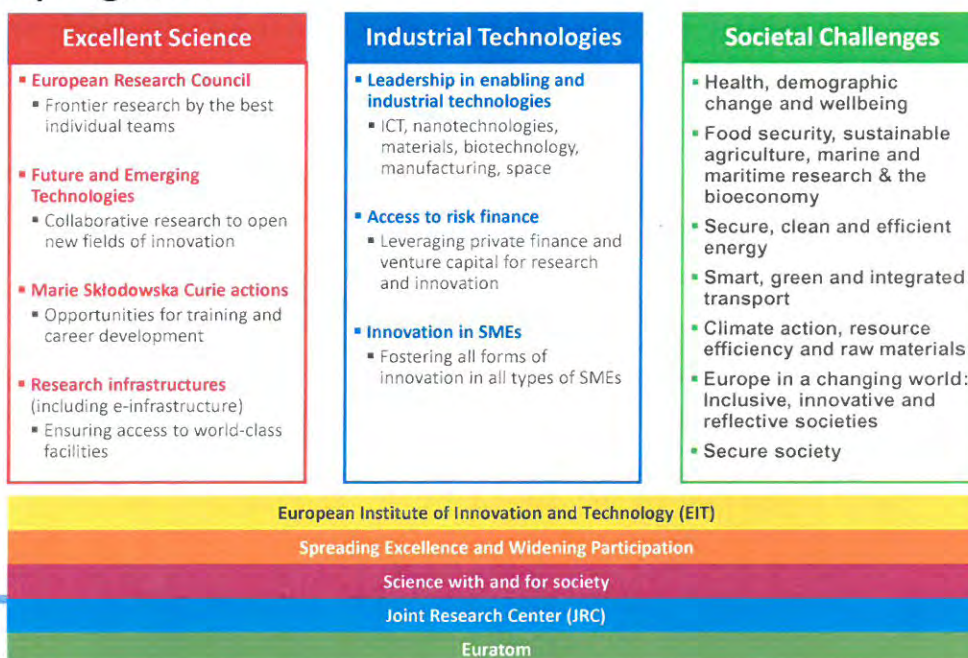 Excellent Science
▪ European Research Council
▪ Frontier research by the best
individual teams
▪ Future and Emerging
Technologies
▪ Collaborative research to open
new fields of innovation
▪ Marie Skłodowska Curie actions
▪ Opportunities for training and
career development
▪ Research infrastructures
(including e-infrastructure)
▪ Ensuring access to world-class
facilities
Industrial Technologies
▪ Leadership in enabling and
industrial technologies
▪ ICT, nanotechnologies,
materials, biotechnology,
manufacturing, space
▪ Access to risk finance
▪ Leveraging private finance and
venture capital for research
and innovation
▪ Innovation in SMEs
▪ Fostering all forms of
innovation in all types of SMEs
Societal Challenges
▪ Health, demographic
change and wellbeing
▪ Food security, sustainable
agriculture, marine and
maritime research & the
bioeconomy
▪ Secure, clean and efficient
energy
▪ Smart, green and integrated
transport
▪ Climate action, resource
efficiency and raw materials
▪ Europe in a changing world:
Inclusive, innovative and
reflective societies
▪ Secure society
European Institute of Innovation and Technology (EIT)
Spreading Excellence and Widening Participation
Science with and for society
Joint Research Center (JRC)
Euratom